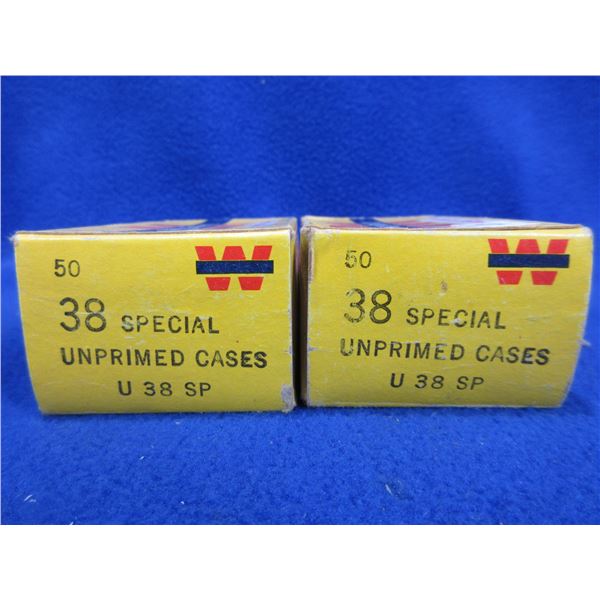 50 W
38 SPECIAL
UNPRIMED CASES
U 38 SP
50 W
38 SPECIAL
UNPRIMED CASES
U 38 SP